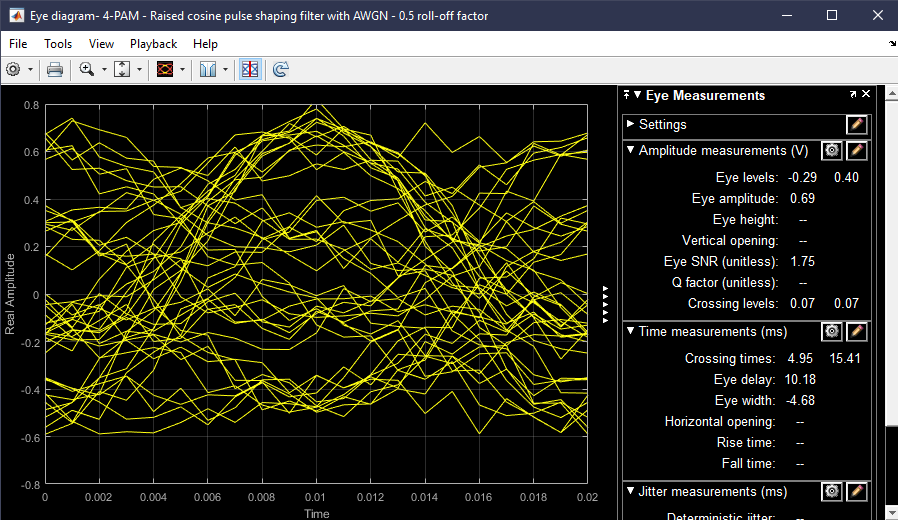 Eye diagram- 4-PAM - Raised cosine pulse shaping filter with AWGN - 0.5 roll-off factor
File Tools View Playback Help
Eye Measurements
Settings
Amplitude measurements (V)
Eye levels: -0.29 0.40
Eye amplitude: 0.69
Eye height: --
Vertical opening: --
Eye SNR (unitless): 1.75
Q factor (unitless): --
Crossing levels: 0.07 0.07
Time measurements (ms)
Crossing times: 4.95 15.41
Eye delay: 10.18
Eye width: -4.68
Horizontal opening: --
Rise time: --
Fall time: --
Jitter measurements (ms)
Deterministic jitter: --
Real Amplitude
0.8
0.6
0.4
0.2
0
-0.2
-0.4
-0.6
-0.8
0 0.002 0.004 0.006 0.008 0.01 0.012 0.014 0.016 0.018 0.02
Time